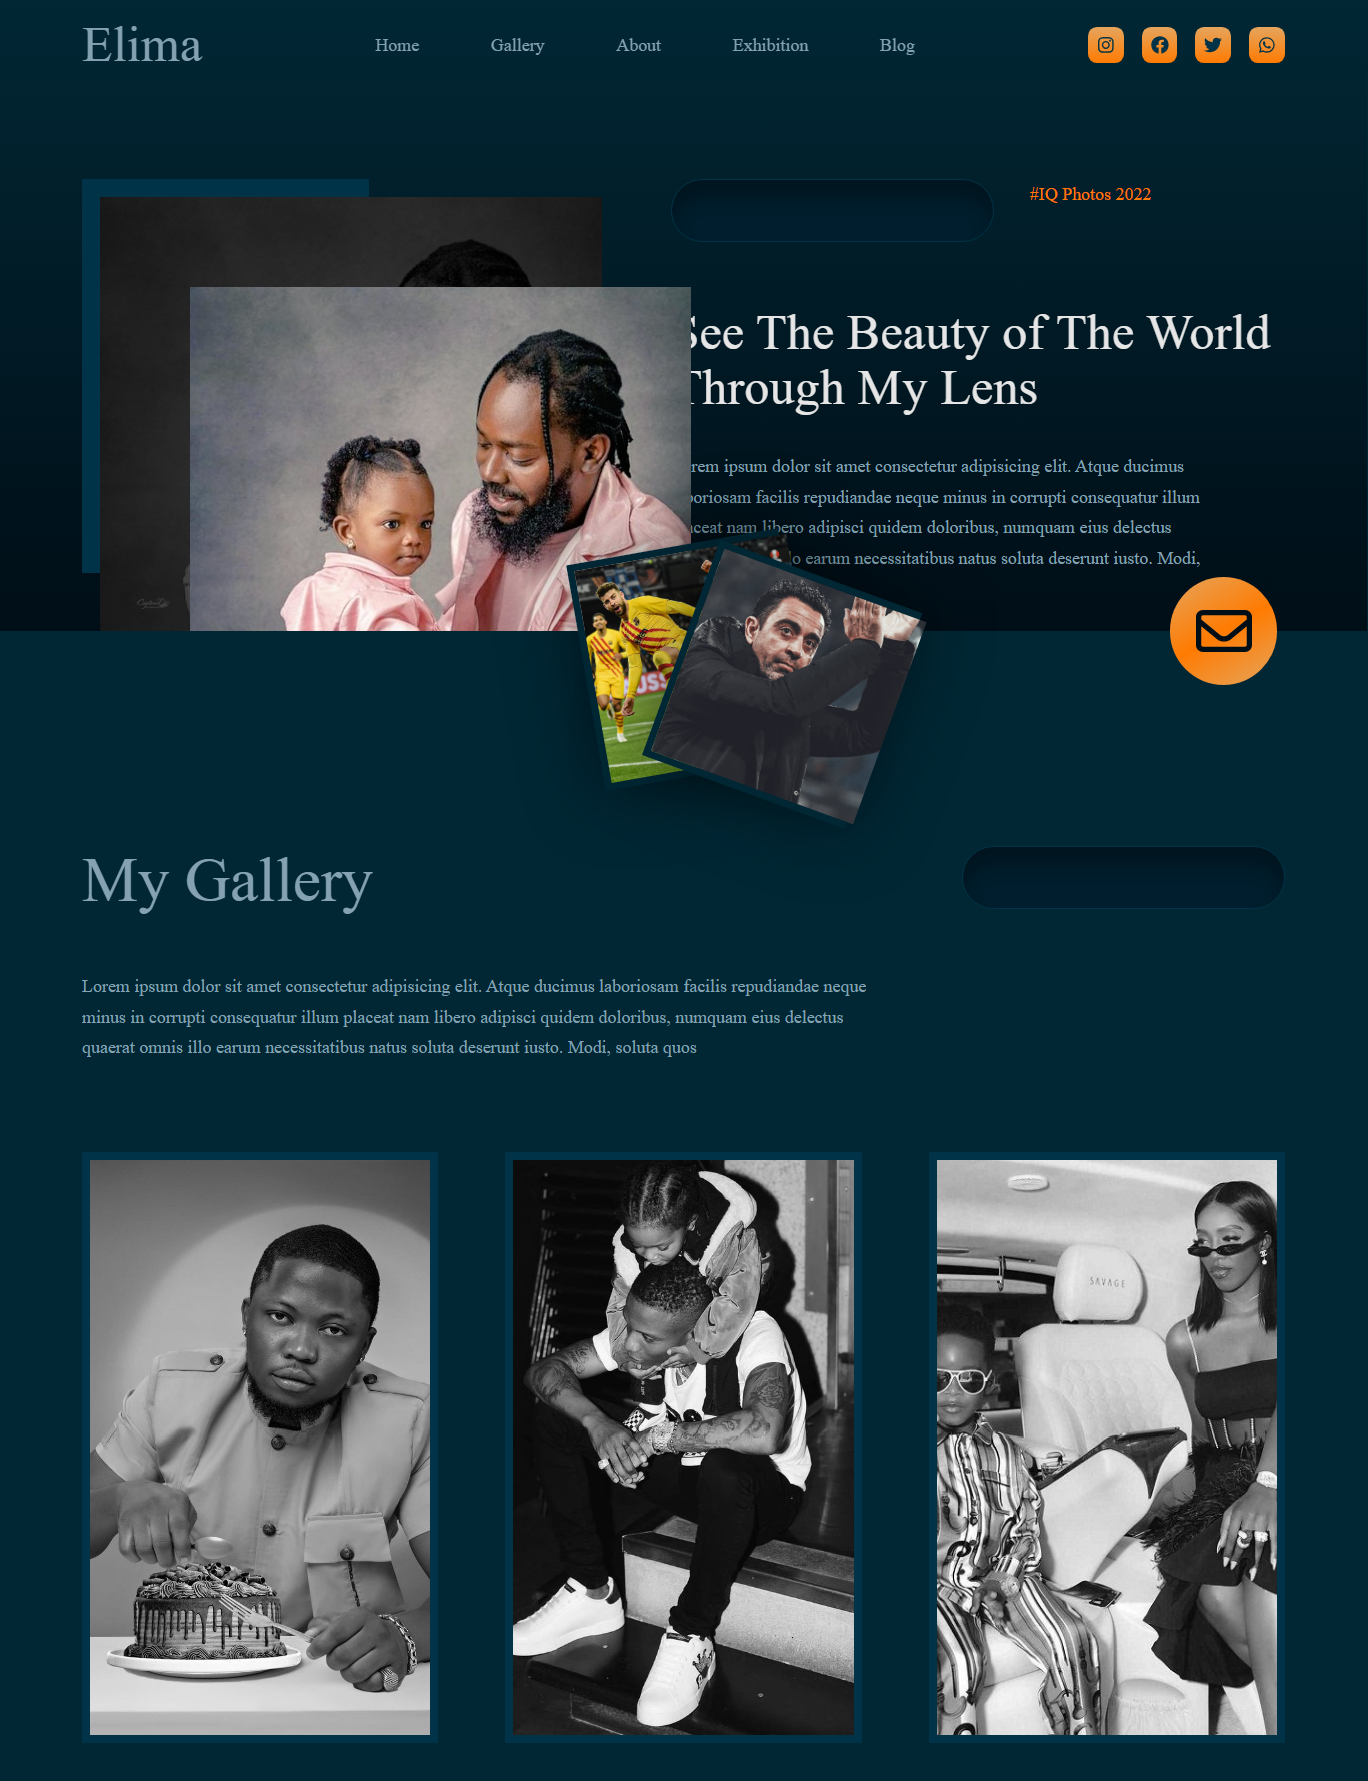 Elima
Home Gallery About Exhibition Blog
#IQ Photos 2022
See The Beauty of The World
Through My Lens
rem ipsum dolor sit amet consectetur adipisicing elit. Atque ducimus
boriosam facilis repudiandae neque minus in corrupti consequatur illum
aceat nam libero adipisci quidem doloribus, numquam eius delectus
lo earum necessitatibus natus soluta deserunt iusto. Modi,
My Gallery
Lorem ipsum dolor sit amet consectetur adipisicing elit. Atque ducimus laboriosam facilis repudiandae neque
minus in corrupti consequatur illum placeat nam libero adipisci quidem doloribus, numquam eius delectus
quaerat omnis illo earum necessitatibus natus soluta deserunt iusto. Modi, soluta quos
SAVAGE